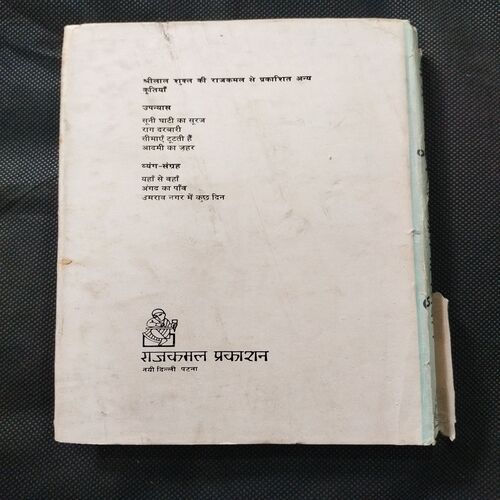 श्रीलाल शुक्ल की राजकमल से प्रकाशित अन्य
कृतियाँ
उपन्यास
सूनी घाटी का सूरज
राग दरबारी
सीमाएँ टूटती हैं
आदमी का ज़हर
व्यंग-संग्रह
यहाँ से वहाँ
अंगद का पाँव
उमराव नगर में कुछ दिन
राजकमल प्रकाशन
नयी दिल्ली पटना